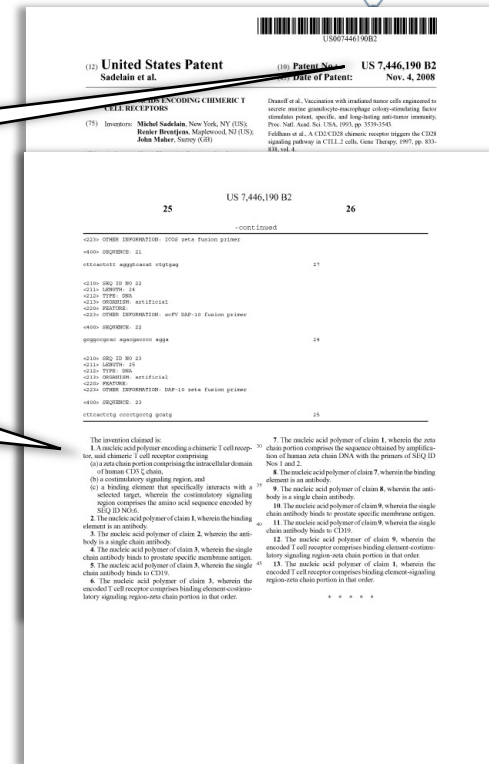 US007446190B2
(12) United States Patent
Sadelain et al.
(10) Patent No.: US 7,446,190 B2
Date of Patent: Nov. 4, 2008
ENCODING CHIMERIC T
CELL RECEPTORS
(75) Inventors: Michel Sadelain, New York, NY (US);
Renier Brentjens, Maplewood, NJ (US);
John Maher, Surrey (GB)
Dranoff et al., Vaccination with irradiated tumor cells engineered to
secrete murine granulocyte-macrophage colony-stimulating factor
stimulates potent, specific, and long-lasting anti-tumor immunity,
Proc. Natl. Acad. Sci. USA, 1993, pp. 3539-3543.
Feldhaus et al., A CD2/CD28 chimeric receptor triggers the CD28
signaling pathway in CTLL.2 cells, Gene Therapy, 1997, pp. 833-
838, vol. 4.
US 7,446,190 B2
25 26
-continued
<223> OTHER INFORMATION: ICOS zeta fusion primer
<400> SEQUENCE: 21
cttcactctt agggtcacat ctgtgag 27
<210> SEQ ID NO 22
<211> LENGTH: 24
<212> TYPE: DNA
<213> ORGANISM: artificial
<220> FEATURE:
<223> OTHER INFORMATION: scFV DAP-10 fusion primer
<400> SEQUENCE: 22
gcggccgcac agacgacccc agga 24
<210> SEQ ID NO 23
<211> LENGTH: 25
<212> TYPE: DNA
<213> ORGANISM: artificial
<220> FEATURE:
<223> OTHER INFORMATION: DAP-10 zeta fusion primer
<400> SEQUENCE: 23
cttcactctg cccctgcctg gcatg 25
The invention claimed is:
1. A nucleic acid polymer encoding a chimeric T cell recep-
tor, said chimeric T cell receptor comprising
(a) a zeta chain portion comprising the intracellular domain
of human CD3 ζ chain,
(b) a costimulatory signaling region, and
(c) a binding element that specifically interacts with a
selected target, wherein the costimulatory signaling
region comprises the amino acid sequence encoded by
SEQ ID NO:6.
2. The nucleic acid polymer of claim 1, wherein the binding
element is an antibody.
3. The nucleic acid polymer of claim 2, wherein the anti-
body is a single chain antibody.
4. The nucleic acid polymer of claim 3, wherein the single
chain antibody binds to prostate specific membrane antigen.
5. The nucleic acid polymer of claim 3, wherein the single
chain antibody binds to CD19.
6. The nucleic acid polymer of claim 3, wherein the
encoded T cell receptor comprises binding element-costimu-
latory signaling region-zeta chain portion in that order.
30
35
40
45
7. The nucleic acid polymer of claim 1, wherein the zeta
chain portion comprises the sequence obtained by amplifica-
tion of human zeta chain DNA with the primers of SEQ ID
Nos 1 and 2.
8. The nucleic acid polymer of claim 7, wherein the binding
element is an antibody.
9. The nucleic acid polymer of claim 8, wherein the anti-
body is a single chain antibody.
10. The nucleic acid polymer of claim 9, wherein the single
chain antibody binds to prostate specific membrane antigen.
11. The nucleic acid polymer of claim 9, wherein the single
chain antibody binds to CD19.
12. The nucleic acid polymer of claim 9, wherein the
encoded T cell receptor comprises binding element-costimu-
latory signaling region-zeta chain portion in that order.
13. The nucleic acid polymer of claim 1, wherein the
encoded T cell receptor comprises binding element-signaling
region-zeta chain portion in that order.
* * * * *